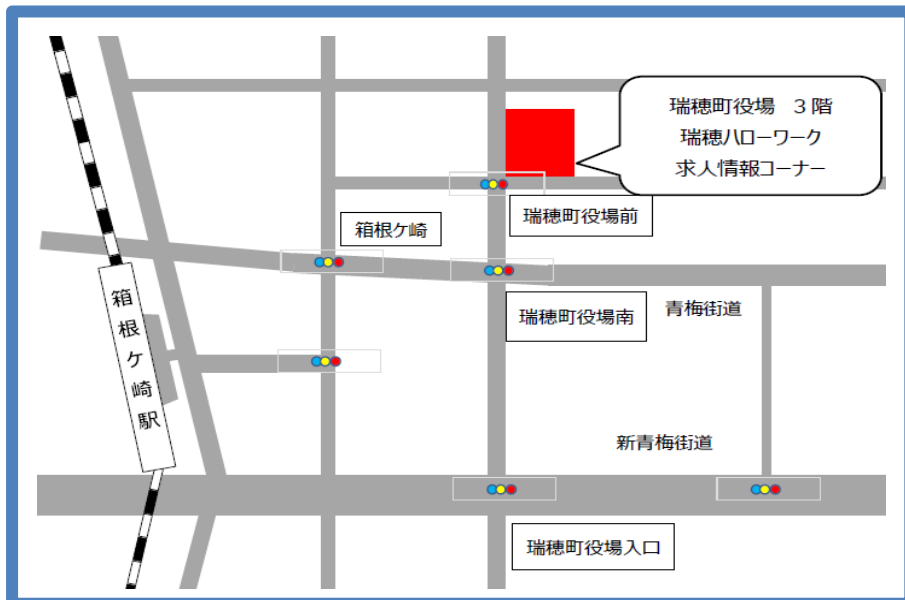 瑞穂町役場　３階
瑞穂ハローワーク
求人情報コーナー
瑞穂町役場前
箱根ケ崎
瑞穂町役場南
青梅街道
箱根ケ崎駅
新青梅街道
瑞穂町役場入口